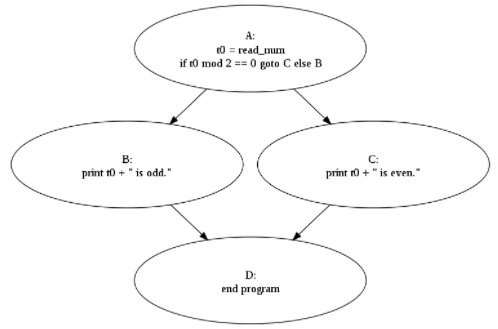 A:
t0 = read_num
if t0 mod 2 == 0 goto C else B
B:
print t0 + " is odd."
C:
print t0 + " is even."
D:
end program